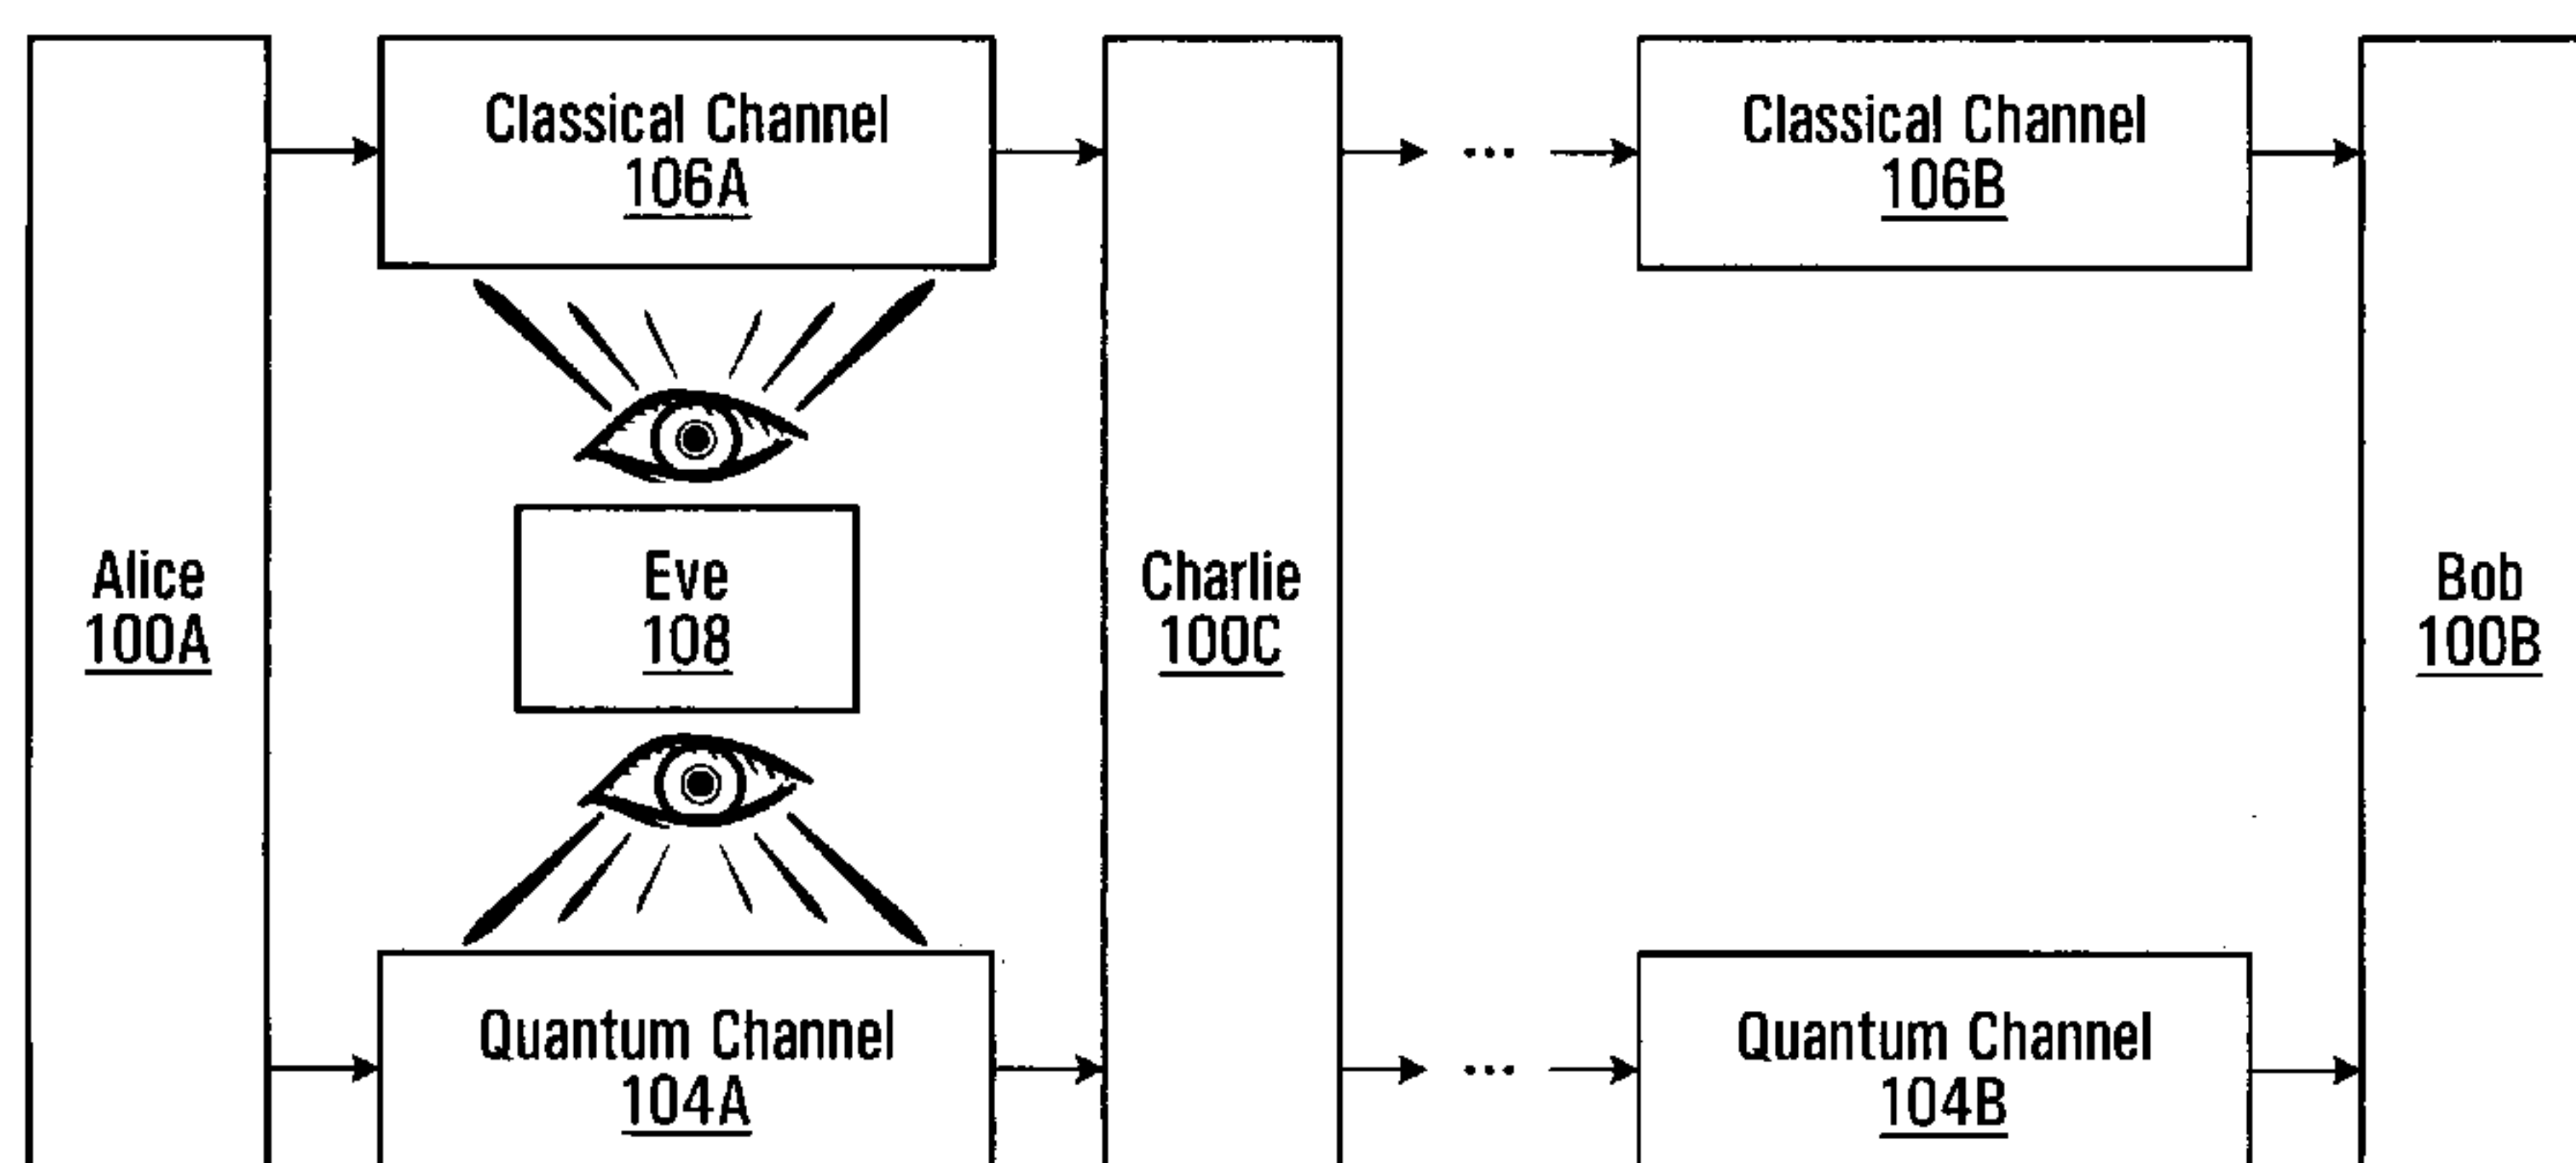 Classical Channel
106A
Classical Channel
106B
...
Alice
100A
Eve
108
Charlie
100C
Bob
100B
Quantum Channel
104A
...
Quantum Channel
104B